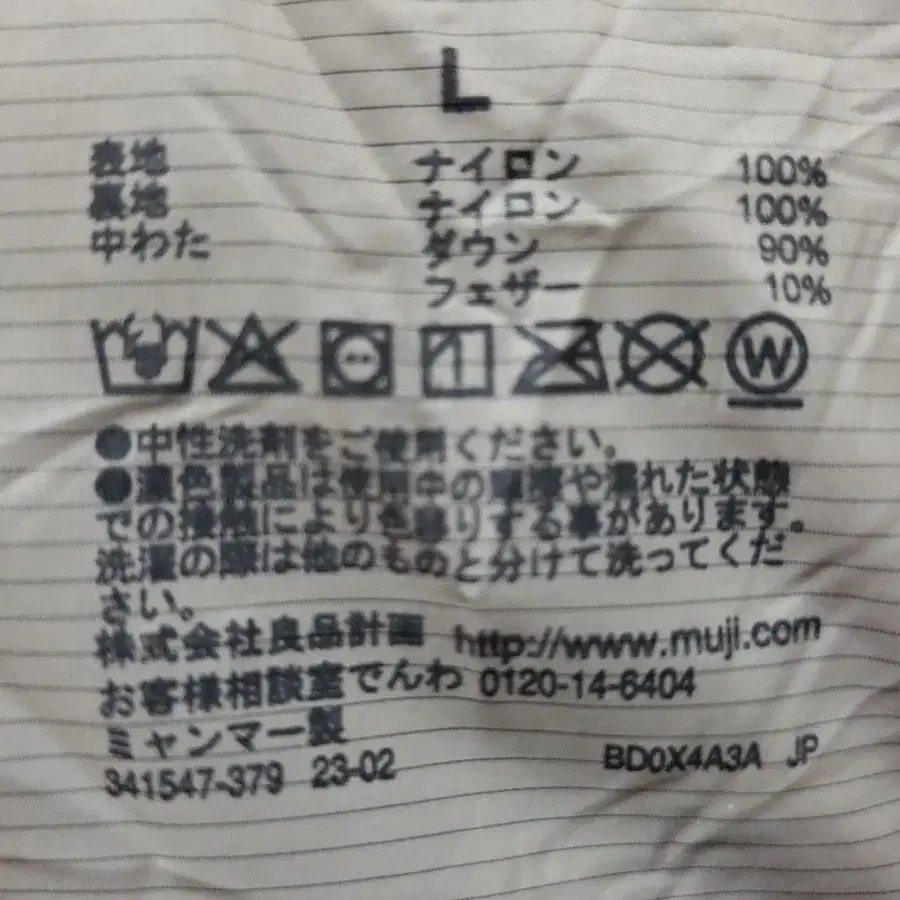 L
表地 ナイロン 100%
裏地 ナイロン 100%
中わた ダウン 90%
フェザー 10%
W
●中性洗剤をご使用ください。
●濃色製品は使用中の摩擦や濡れた状態
での接触により色移りする事があります。
洗濯の際は他のものと分けて洗ってくだ
さい。
株式会社良品計画 http://www.muji.com
お客様相談室でんわ 0120-14-6404
ミャンマー製
341547-379 23-02 BD0X4A3A JP